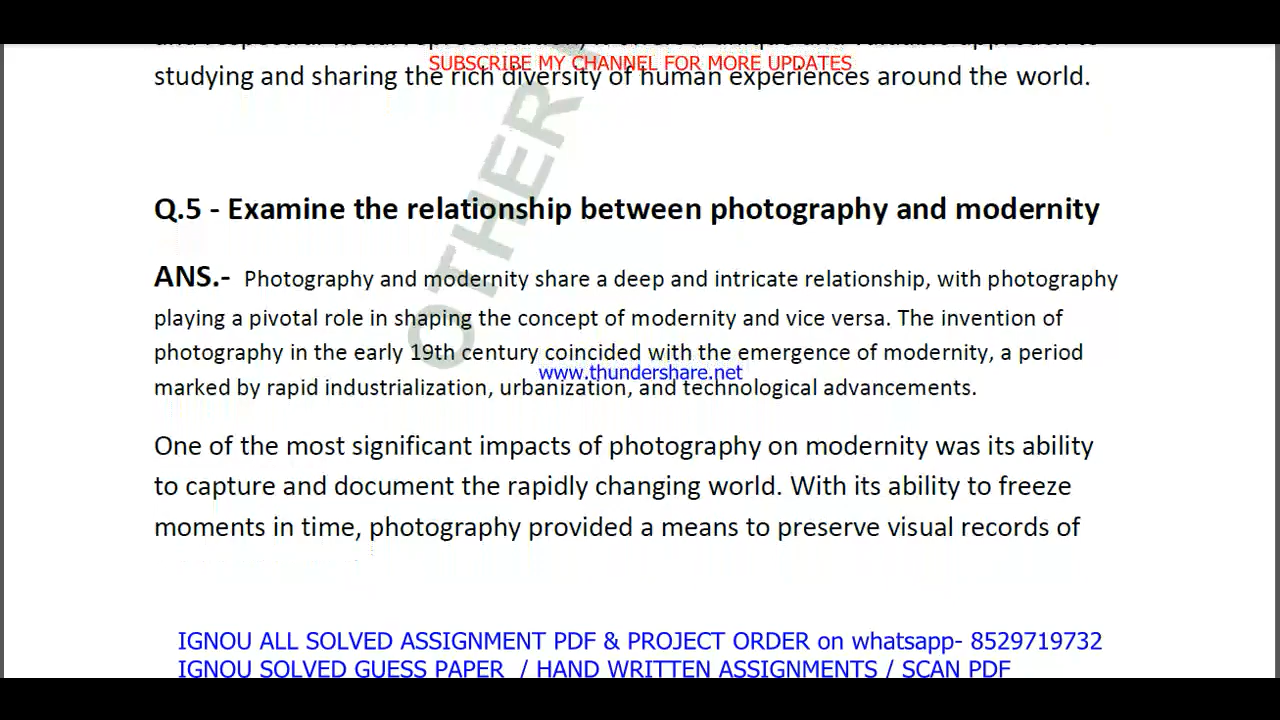 SUBSCRIBE MY CHANNEL FOR MORE UPDATES
studying and sharing the rich diversity of human experiences around the world.
OTHER
Q.5 - Examine the relationship between photography and modernity
ANS.- Photography and modernity share a deep and intricate relationship, with photography
playing a pivotal role in shaping the concept of modernity and vice versa. The invention of
photography in the early 19th century coincided with the emergence of modernity, a period
www.thundershare.net
marked by rapid industrialization, urbanization, and technological advancements.
One of the most significant impacts of photography on modernity was its ability
to capture and document the rapidly changing world. With its ability to freeze
moments in time, photography provided a means to preserve visual records of
IGNOU ALL SOLVED ASSIGNMENT PDF & PROJECT ORDER on whatsapp- 8529719732
IGNOU SOLVED GUESS PAPER / HAND WRITTEN ASSIGNMENTS / SCAN PDF